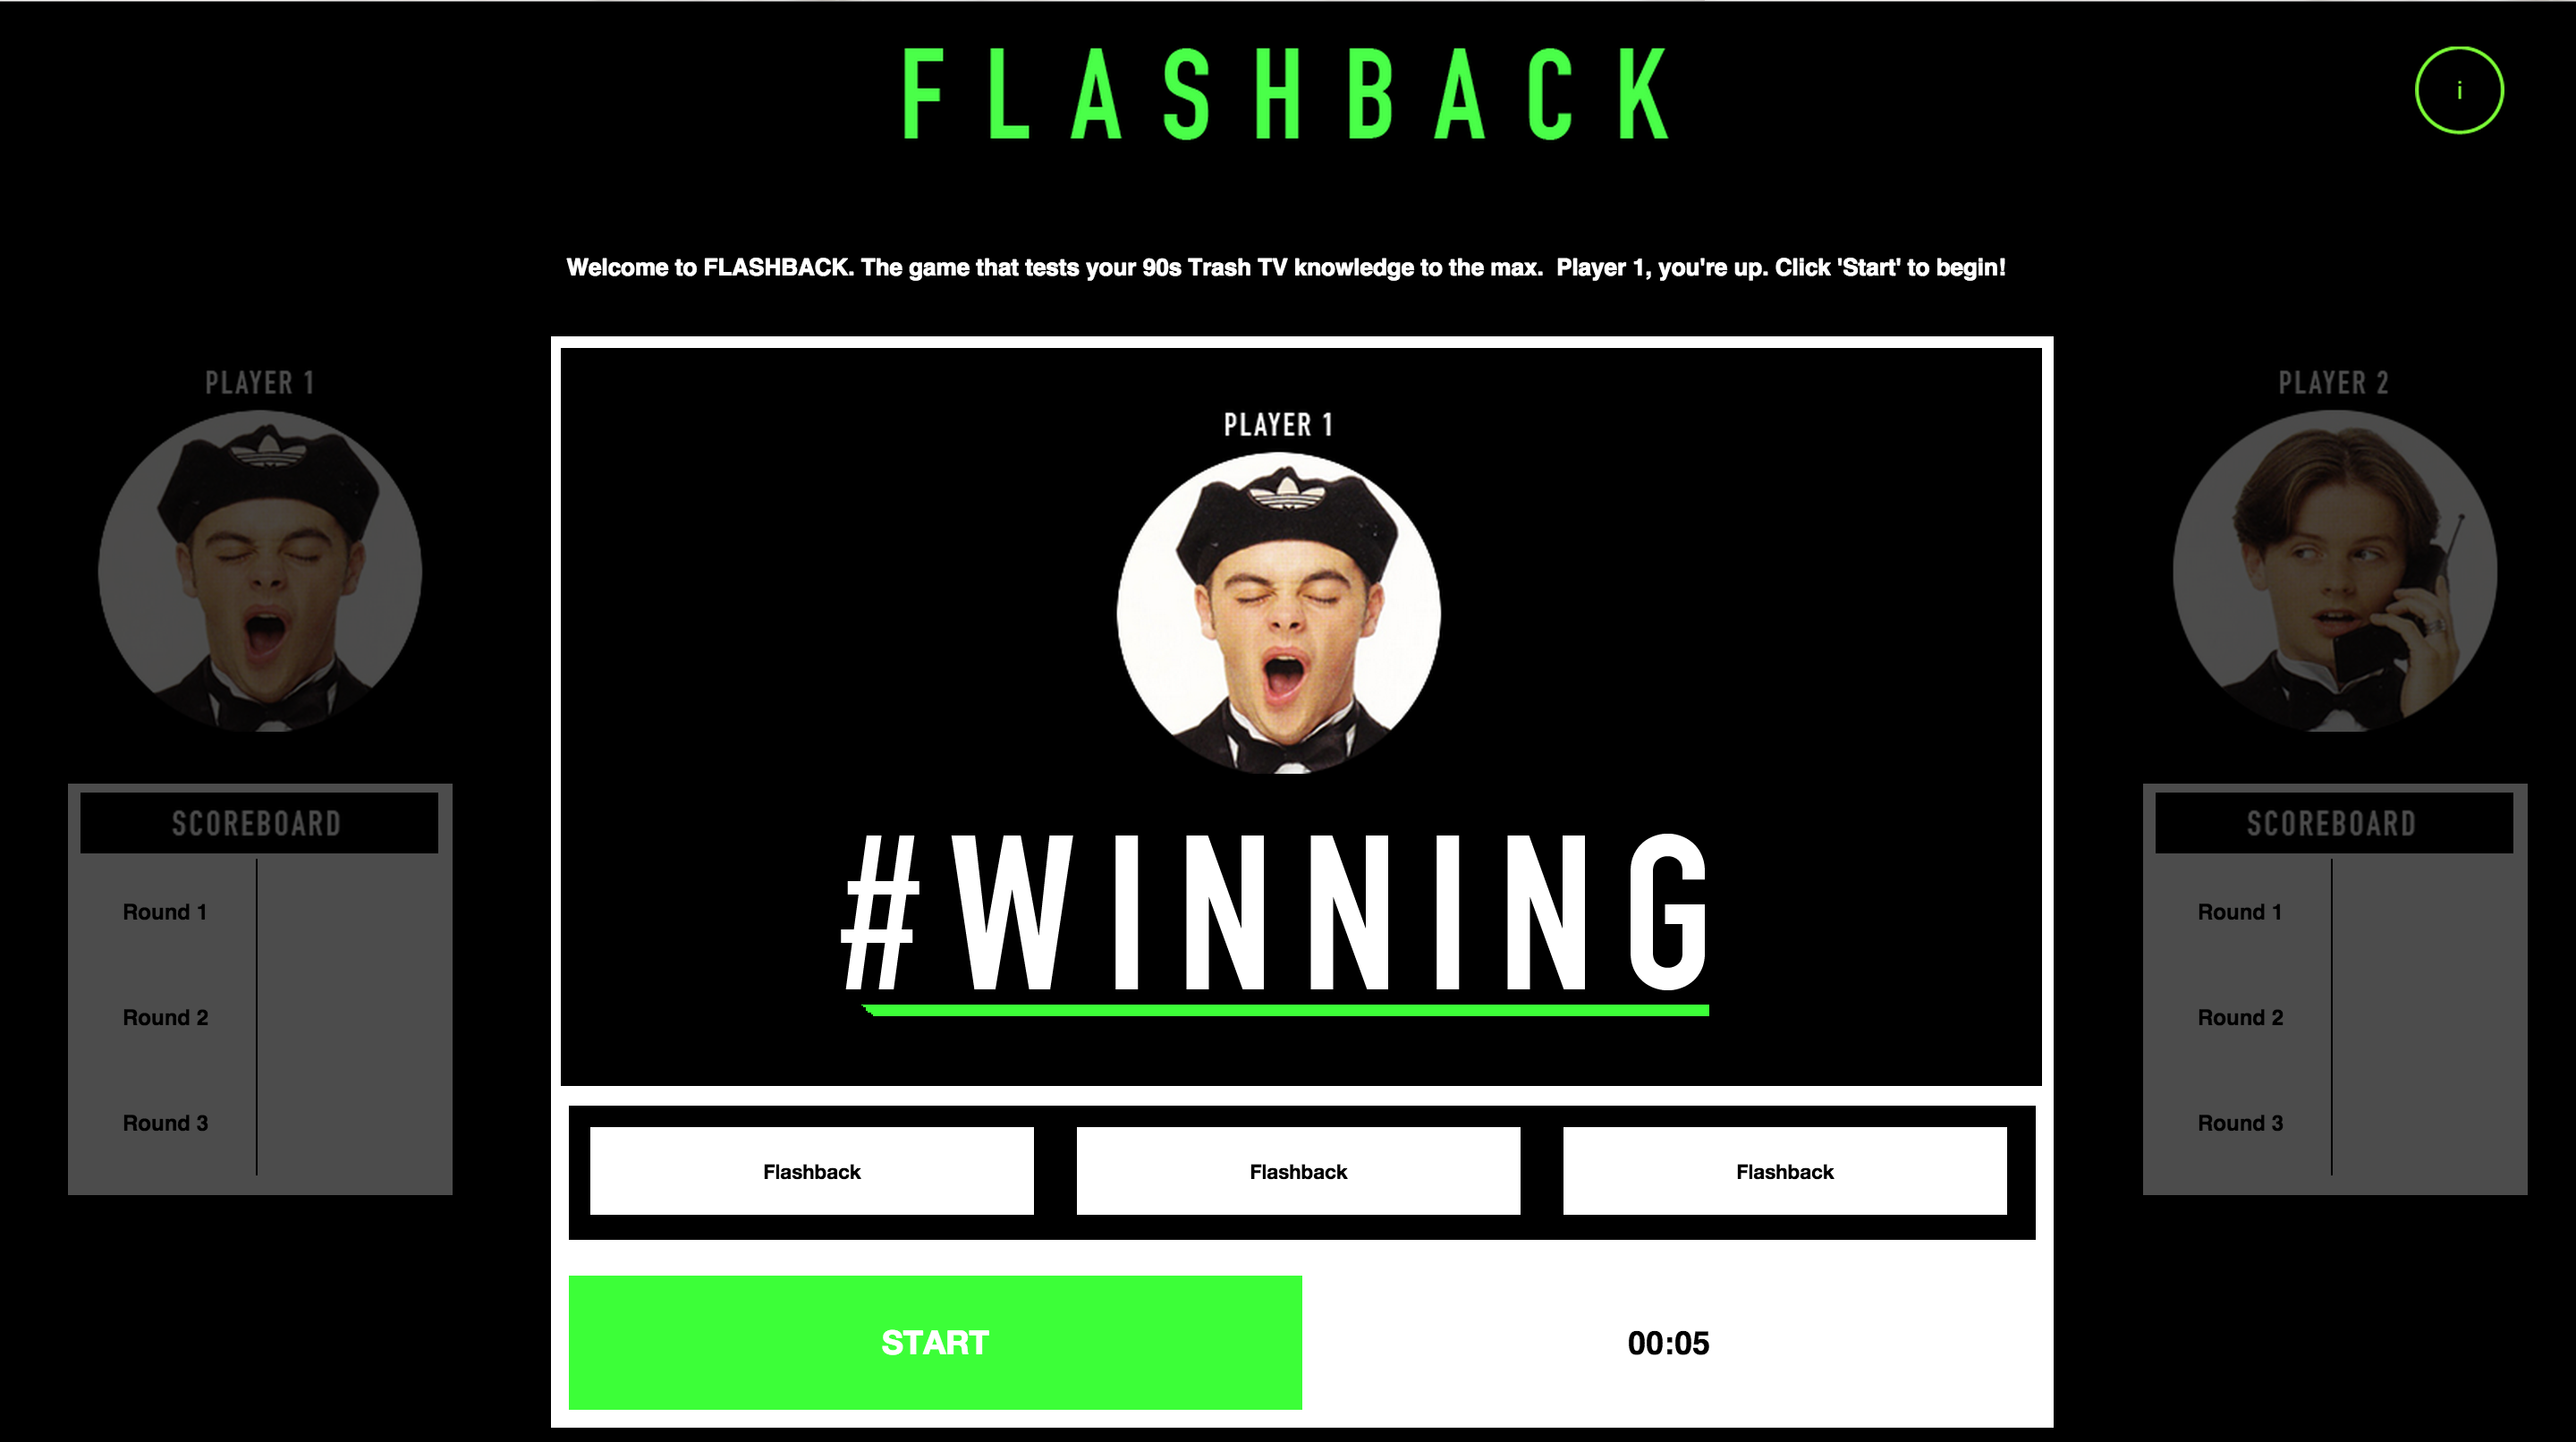 FLASHBACK
i
Welcome to FLASHBACK. The game that tests your 90s Trash TV knowledge to the max.  Player 1, you're up. Click 'Start' to begin!
PLAYER 1
SCOREBOARD
Round 1
Round 2
Round 3
PLAYER 1
#WINNING
Flashback
Flashback
Flashback
START
00:05
PLAYER 2
SCOREBOARD
Round 1
Round 2
Round 3